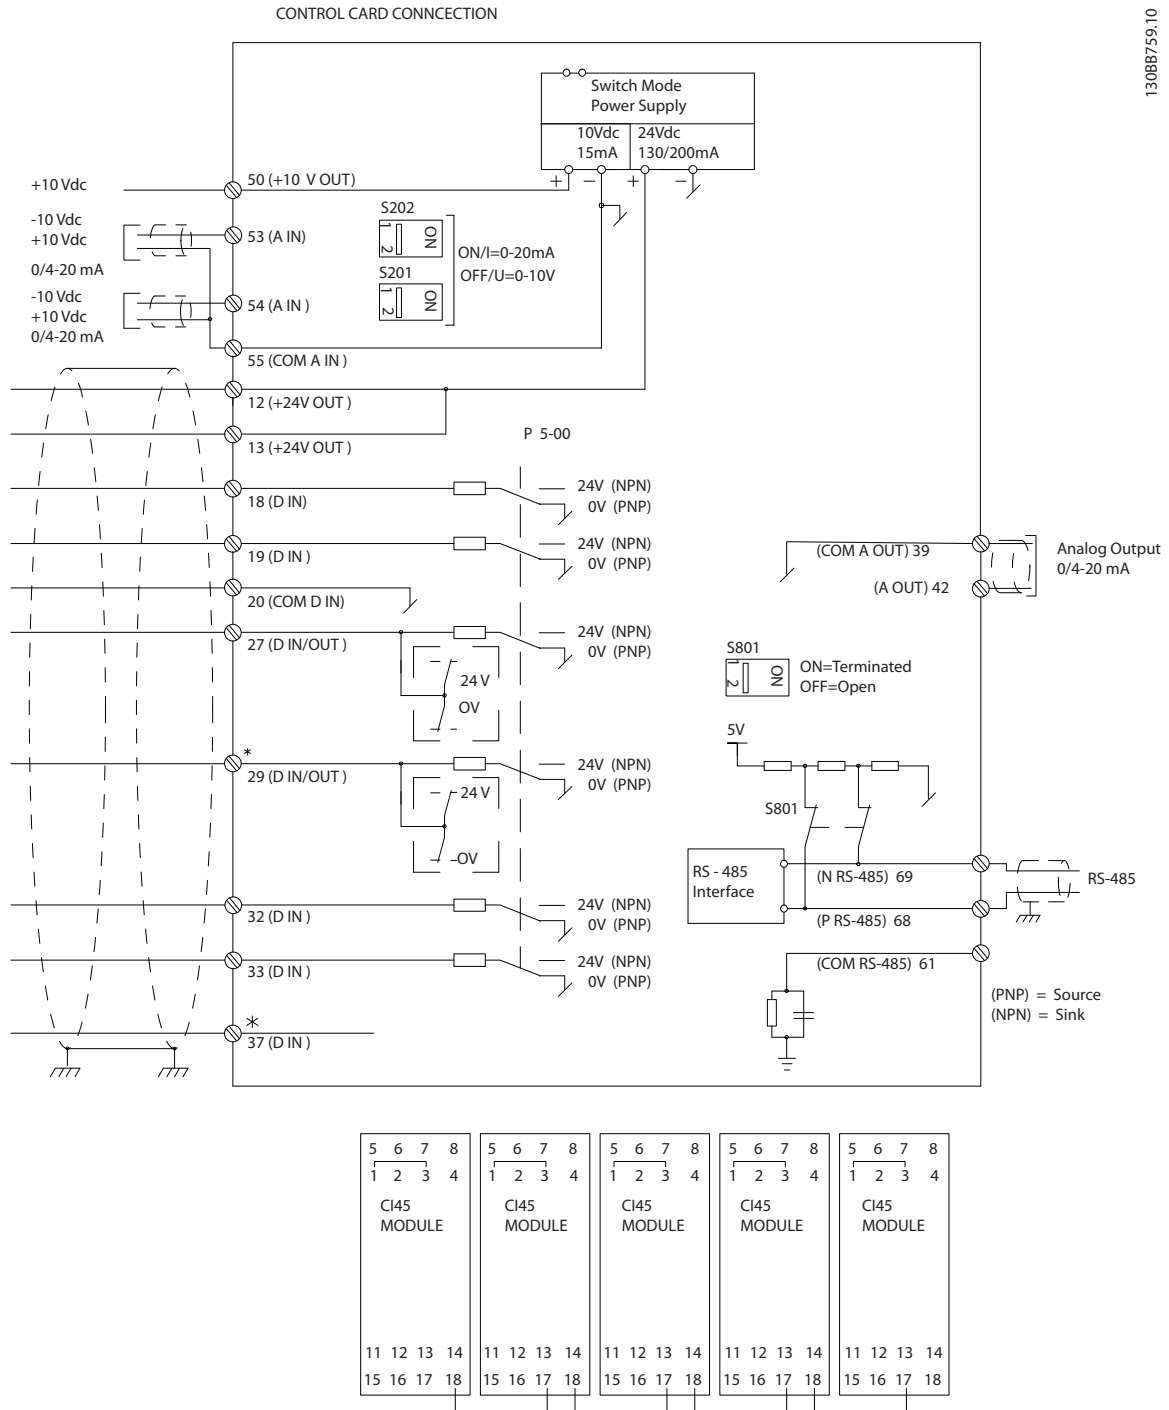 CONTROL CARD CONNCECTION
130BB759.10
Switch Mode
Power Supply
10Vdc
15mA
24Vdc
130/200mA
+ − + −
+10 Vdc
50 (+10 V OUT)
-10 Vdc
+10 Vdc
0/4-20 mA
53 (A IN)
S202
1 2 ON
ON/I=0-20mA
OFF/U=0-10V
S201
1 2 ON
-10 Vdc
+10 Vdc
0/4-20 mA
54 (A IN )
55 (COM A IN )
12 (+24V OUT )
13 (+24V OUT )
P 5-00
18 (D IN)
24V (NPN)
0V (PNP)
19 (D IN )
24V (NPN)
0V (PNP)
(COM A OUT) 39
Analog Output
0/4-20 mA
(A OUT) 42
20 (COM D IN)
27 (D IN/OUT )
24V (NPN)
0V (PNP)
24 V
OV
S801
1 2 ON
ON=Terminated
OFF=Open
5V
*
29 (D IN/OUT )
24V (NPN)
0V (PNP)
24 V
OV
S801
RS - 485
Interface
(N RS-485) 69
RS-485
(P RS-485) 68
32 (D IN )
24V (NPN)
0V (PNP)
33 (D IN )
24V (NPN)
0V (PNP)
(COM RS-485) 61
(PNP) = Source
(NPN) = Sink
*
37 (D IN )
5 6 7 8 5 6 7 8 5 6 7 8 5 6 7 8 5 6 7 8
1 2 3 4 1 2 3 4 1 2 3 4 1 2 3 4 1 2 3 4
CI45 CI45 CI45 CI45 CI45
MODULE MODULE MODULE MODULE MODULE
11 12 13 14 11 12 13 14 11 12 13 14 11 12 13 14 11 12 13 14
15 16 17 18 15 16 17 18 15 16 17 18 15 16 17 18 15 16 17 18